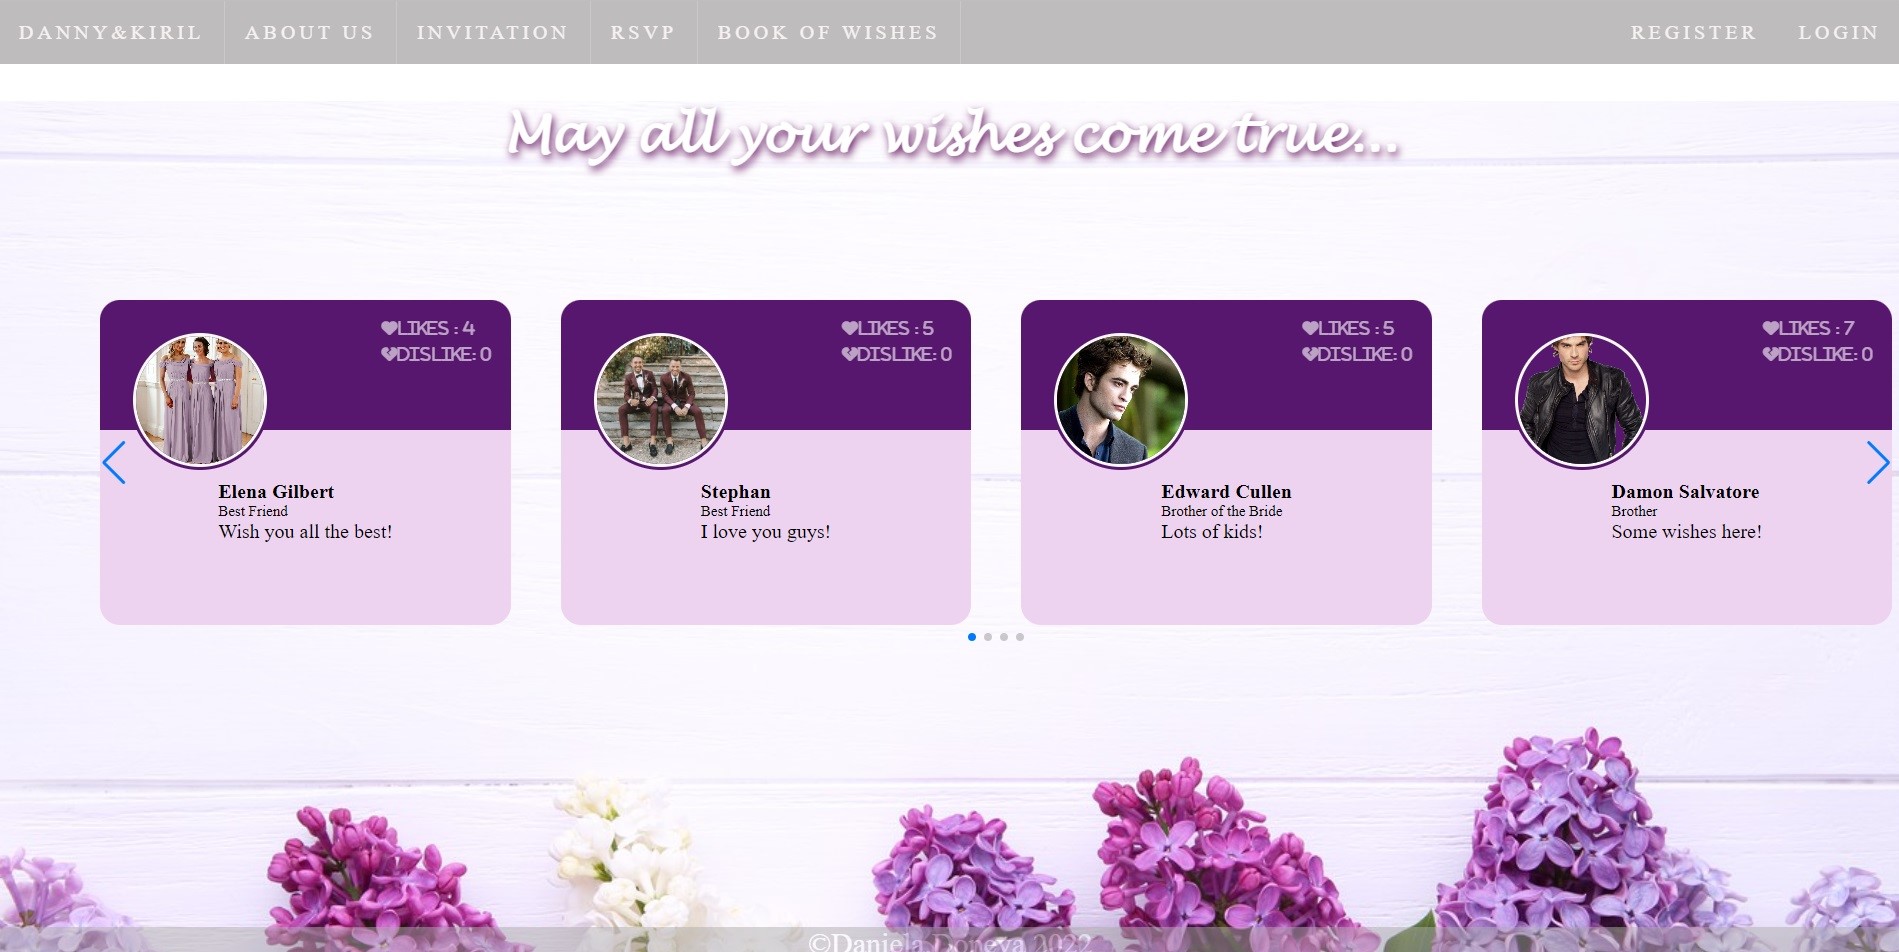 DANNY&KIRIL ABOUT US INVITATION RSVP BOOK OF WISHES REGISTER LOGIN
May all your wishes come true...
LIKES : 4
DISLIKE: 0
Elena Gilbert
Best Friend
Wish you all the best!
LIKES : 5
DISLIKE: 0
Stephan
Best Friend
I love you guys!
LIKES : 5
DISLIKE: 0
Edward Cullen
Brother of the Bride
Lots of kids!
LIKES : 7
DISLIKE: 0
Damon Salvatore
Brother
Some wishes here!
©Daniela Doneva 2022